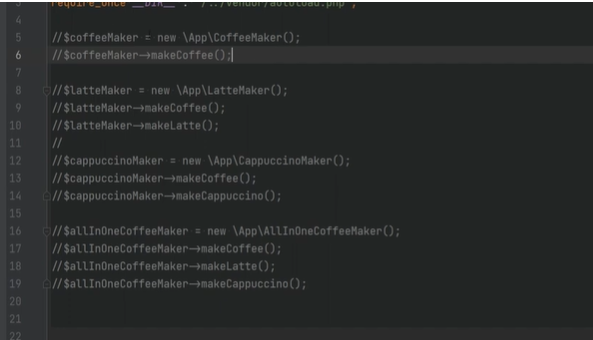 require_once __DIR__ . '/../vendor/autoload.php';
4
5 //$coffeeMaker = new \App\CoffeeMaker();
6 //$coffeeMaker→makeCoffee();
7
8 //$latteMaker = new \App\LatteMaker();
9 //$latteMaker→makeCoffee();
10 //$latteMaker→makeLatte();
11 //
12 //$cappuccinoMaker = new \App\CappuccinoMaker();
13 //$cappuccinoMaker→makeCoffee();
14 //$cappuccinoMaker→makeCappuccino();
15
16 //$allInOneCoffeeMaker = new \App\AllInOneCoffeeMaker();
17 //$allInOneCoffeeMaker→makeCoffee();
18 //$allInOneCoffeeMaker→makeLatte();
19 //$allInOneCoffeeMaker→makeCappuccino();
20
21
22